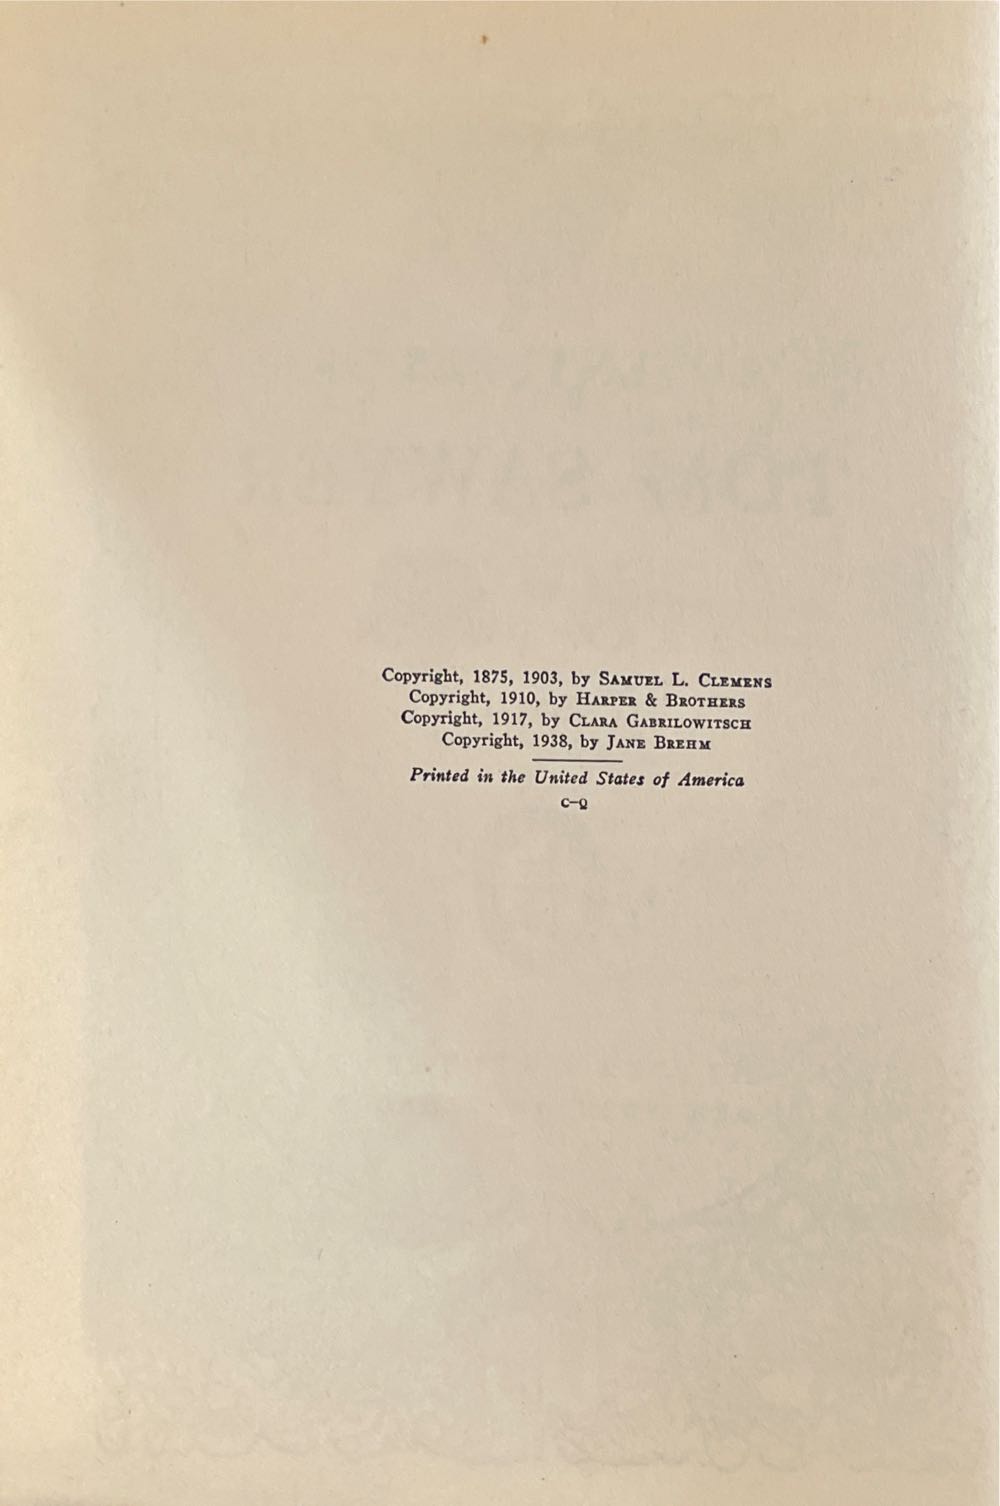 Copyright, 1875, 1903, by SAMUEL L. CLEMENS
Copyright, 1910, by HARPER & BROTHERS
Copyright, 1917, by CLARA GABRILOWITSCH
Copyright, 1938, by JANE BREHM
Printed in the United States of America
C–Q